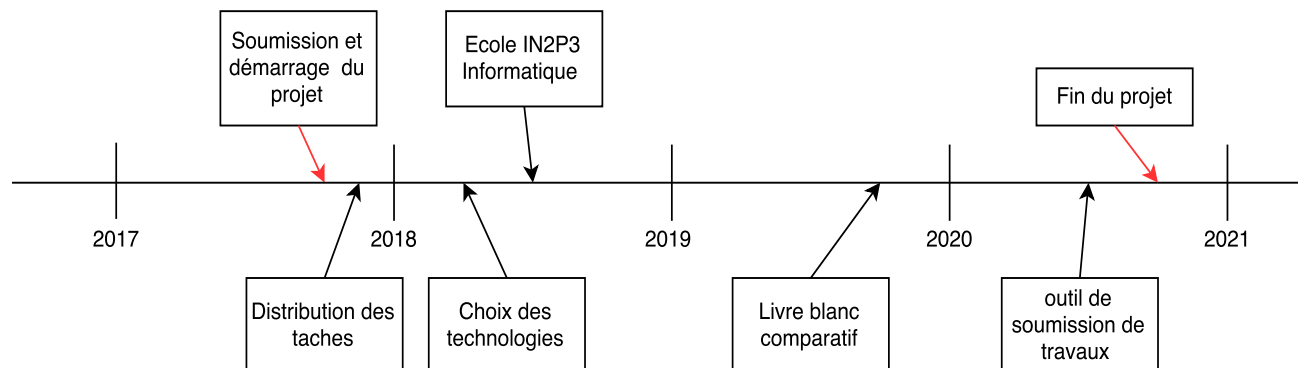 Soumission et
démarrage du
projet
Ecole IN2P3
Informatique
Fin du projet
2017
2018
2019
2020
2021
Distribution des
taches
Choix des
technologies
Livre blanc
comparatif
outil de
soumission de
travaux